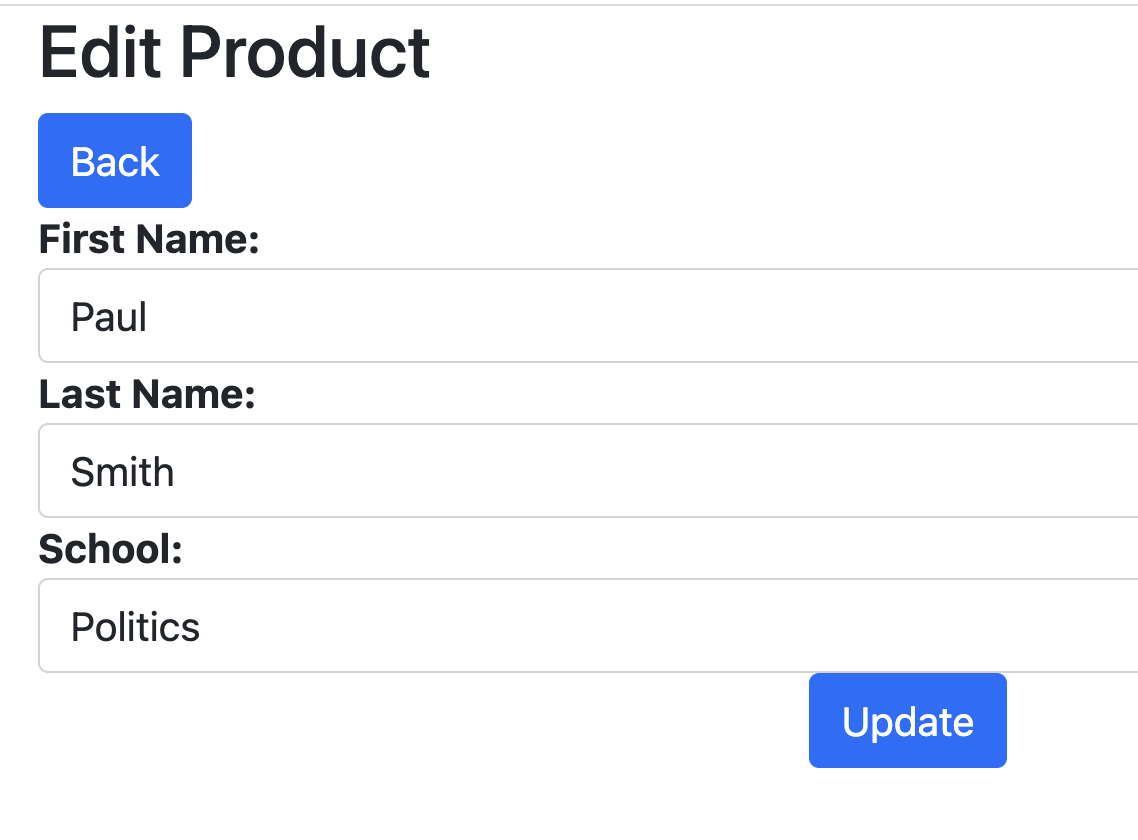 Edit Product
Back
First Name:
Paul
Last Name:
Smith
School:
Politics
Update